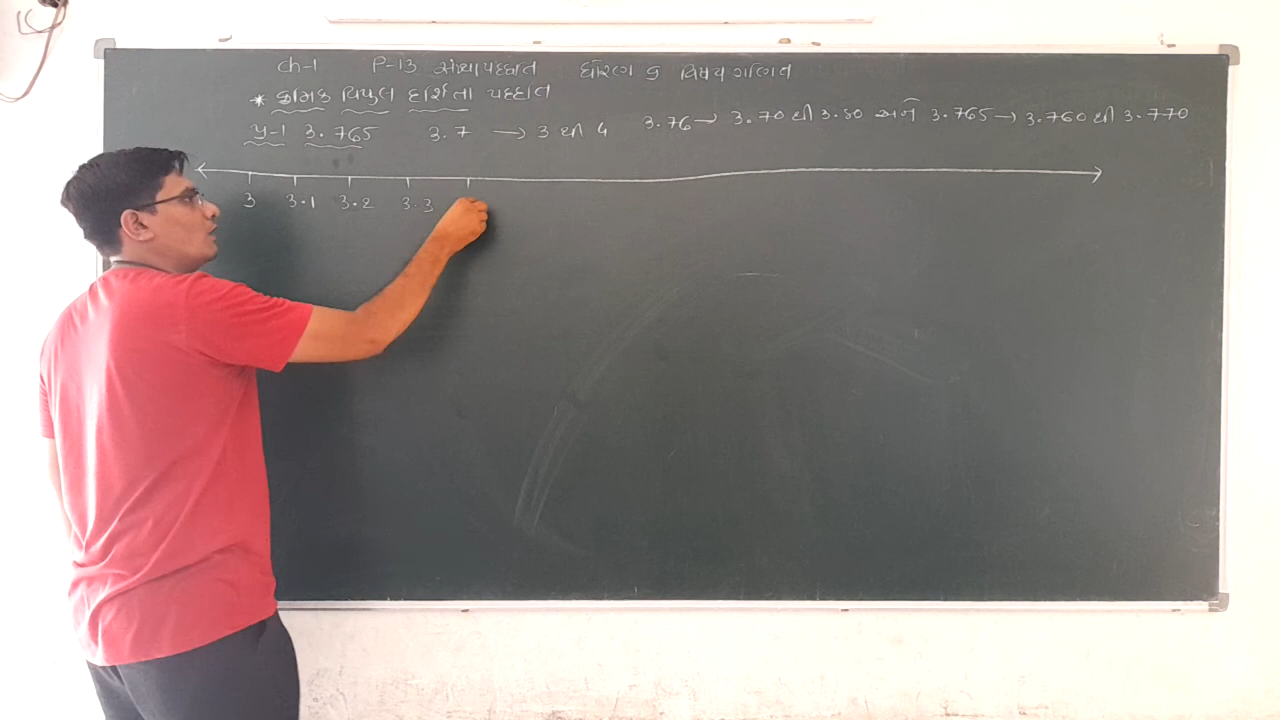 ch-1 P-13 સંખ્યા પદ્ધતિ ધોરણ ૯ વિષય ગણિત
* ક્રમિક વિપુલ દર્શિતા પદ્ધતિ
પ્ર-1 3.765 3.7 → 3 થી 4 3.76 → 3.70 થી 3.80 અને 3.765 → 3.760 થી 3.770
3 3.1 3.2 3.3